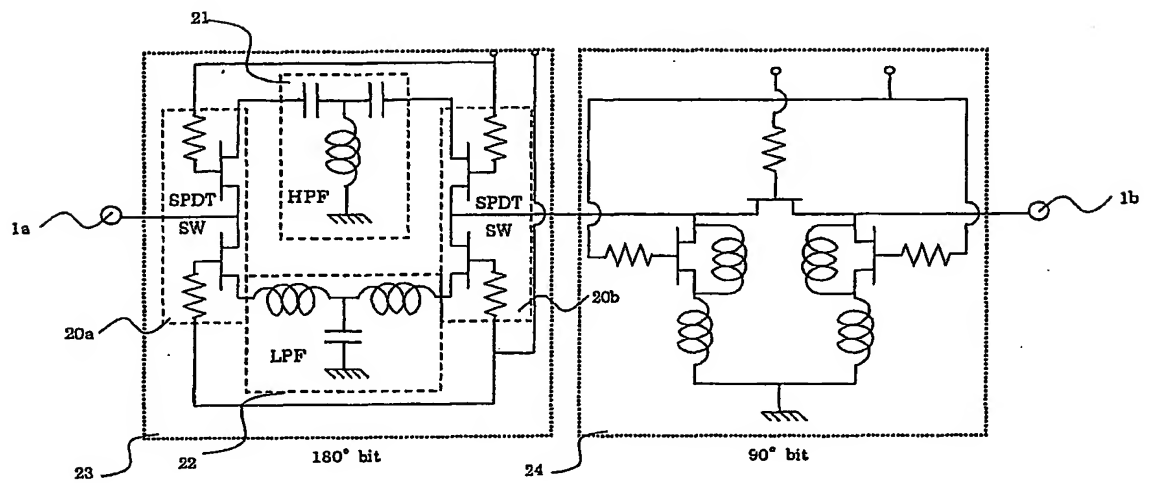 21
HPF
SPDT
SW
SPDT
SW
1a
1b
20a
20b
LPF
23
22
180° bit
24
90° bit